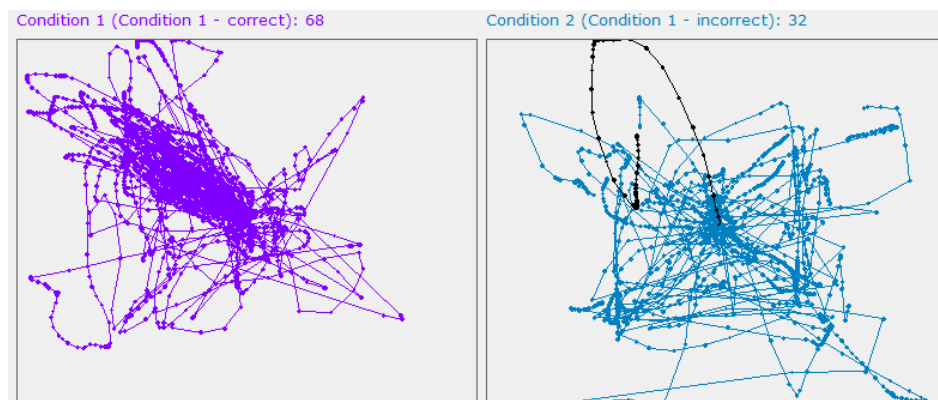 Condition 1 (Condition 1 - correct): 68
Condition 2 (Condition 1 - incorrect): 32